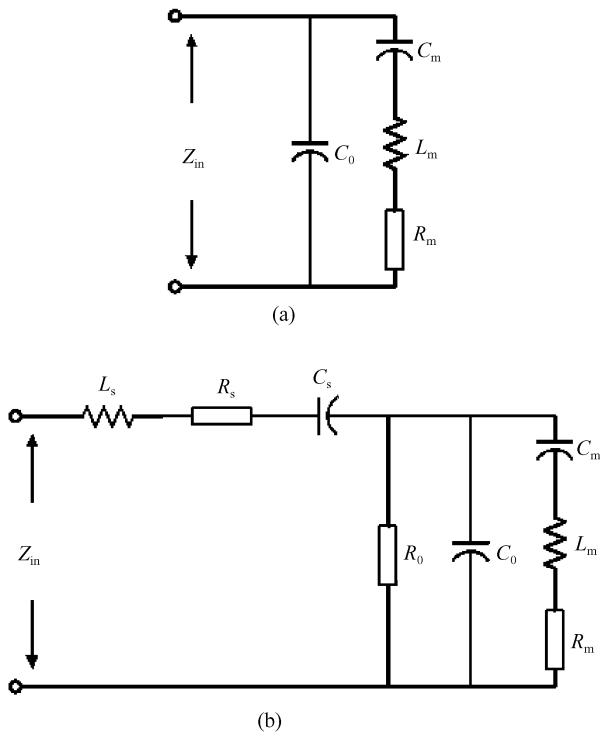 C₀
Cₘ
Lₘ
Rₘ
Zᵢₙ
(a)
Lₛ
Rₛ
Cₛ
Zᵢₙ
R₀
C₀
Cₘ
Lₘ
Rₘ
(b)